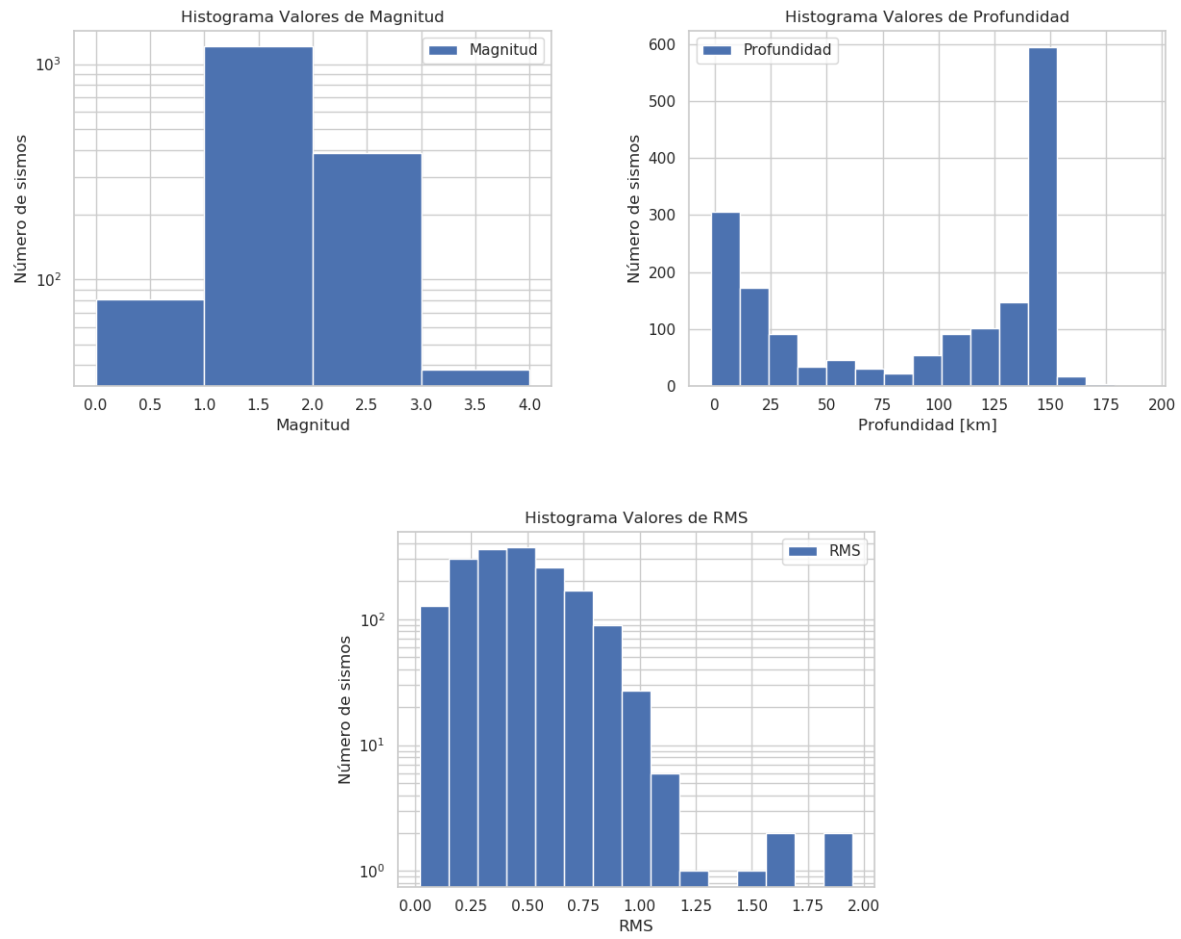 Histograma Valores de Magnitud
Magnitud
10³
10²
Número de sismos
0.0 0.5 1.0 1.5 2.0 2.5 3.0 3.5 4.0
Magnitud
Histograma Valores de Profundidad
Profundidad
600
500
400
300
200
100
0
Número de sismos
0 25 50 75 100 125 150 175 200
Profundidad [km]
Histograma Valores de RMS
RMS
10²
10¹
10⁰
Número de sismos
0.00 0.25 0.50 0.75 1.00 1.25 1.50 1.75 2.00
RMS